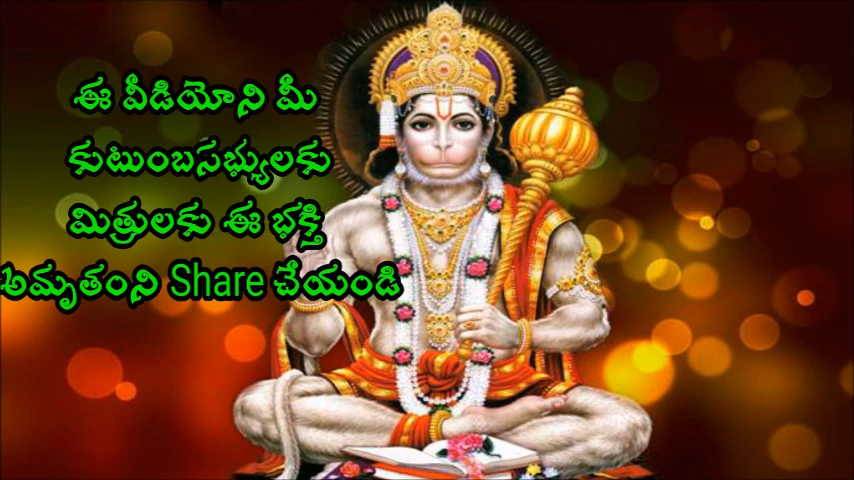 ఈ వీడియోని మీ
కుటుంబసభ్యులకు
మిత్రులకు ఈ భక్తి
అమృతంని Share చేయండి